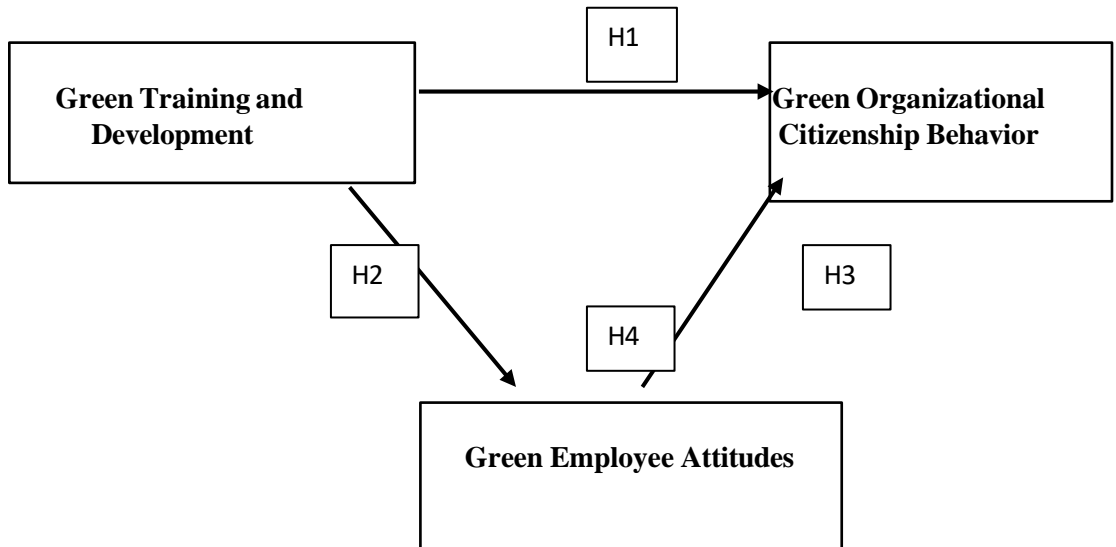 H1
Green Training and
Development
Green Organizational
Citizenship Behavior
H2
H3
H4
Green Employee Attitudes